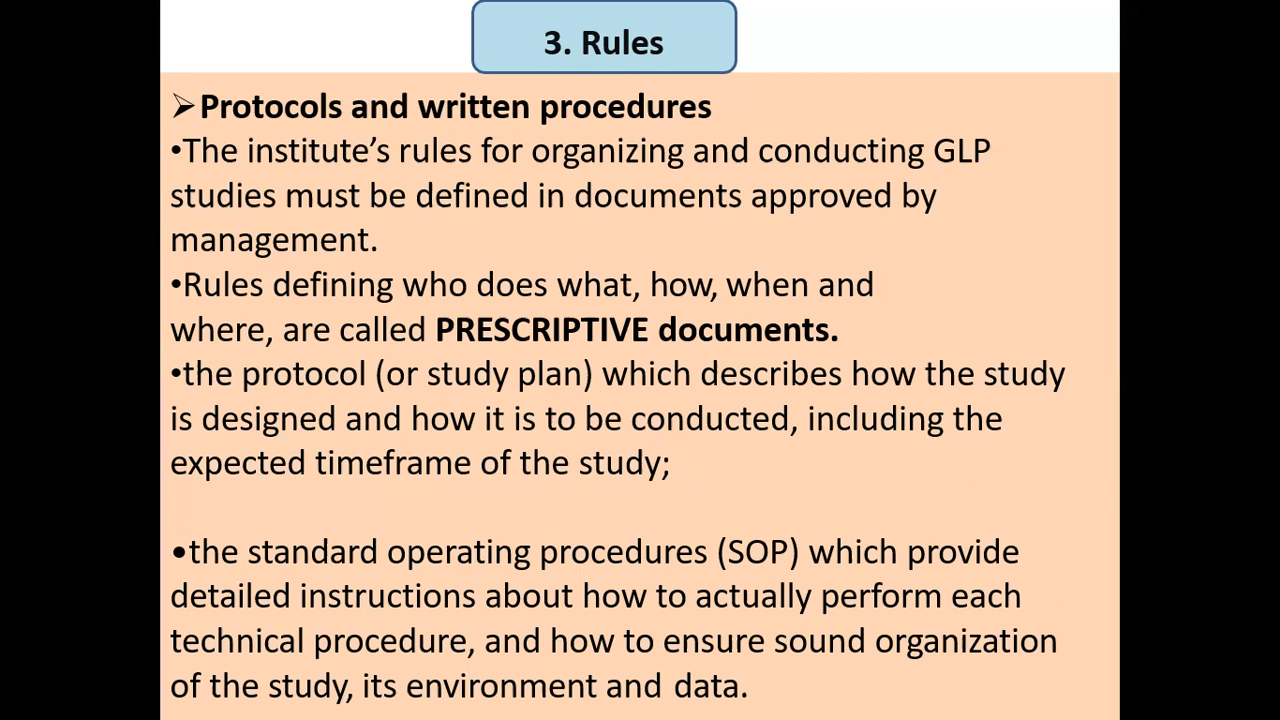 3. Rules
➢Protocols and written procedures
•The institute’s rules for organizing and conducting GLP
studies must be defined in documents approved by
management.
•Rules defining who does what, how, when and
where, are called PRESCRIPTIVE documents.
•the protocol (or study plan) which describes how the study
is designed and how it is to be conducted, including the
expected timeframe of the study;
•the standard operating procedures (SOP) which provide
detailed instructions about how to actually perform each
technical procedure, and how to ensure sound organization
of the study, its environment and data.